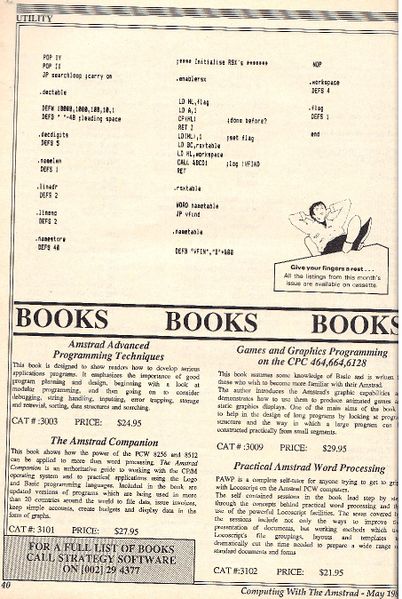 UTILITY
POP IY
POP IX
JP searchloop ;carry on
.dectable
DEFW 10000,1000,100,10,1
DEFB " "-48 ;leading space
.decdigits
DEFS 5
.namelen
DEFS 1
.lineadr
DEFS 2
.lineno
DEFS 2
.namestore
DEFS 40
;**** Initialise RSX's *******
.enablersx
LD HL,flag
LD A,1
CP(HL) ;done before?
RET Z
LD(HL),1 ;set flag
LD BC,rsxtable
LD HL,workspace
CALL &BCD1 ;log !VFIND
RET
.rsxtable
WORD nametable
JP vfind
.nametable
DEFB "VFIN","D"+&80
NOP
.workspace
DEFS 4
.flag
DEFS 1
end
Give your fingers a rest . . .
All the listings from this month's
issue are available on cassette.
BOOKS BOOKS BOOKS
Amstrad Advanced
Programming Techniques
This book is designed to show readers how to develop serious
applications programs. It emphasizes the importance of good
program planning and design, beginning with a look at
modular programming, and then going on to consider
debugging, string handling, inputting, error trapping, storage
and retrieval, sorting, data structures and searching.
CAT #:3003 PRICE: $24.95
The Amstrad Companion
This book shows how the power of the PCW 8256 and 8512
can be applied to more than word processing. The Amstrad
Companion is an authoritative guide to working with the CP/M
operating system and to practical applications using the Logo
and Basic programming languages. Included in the book are
updated versions of programs which are being used in more
than 20 countries around the world to file data, issue invoices,
keep simple accounts, create budgets and display data in the
form of graphs.
CAT #: 3101 PRICE: $27.95
FOR A FULL LIST OF BOOKS
CALL STRATEGY SOFTWARE
ON [002] 29 4377
Games and Graphics Programming
on the CPC 464,664,6128
This book assumes some knowledge of Basic and is written
those who wish to become more familiar with their Amstrad.
The author introduces the Amstrad's graphic capabilities
demonstrates how to use them to produce animated games
static graphics displays. One of the main aims of the book
to help in the design of long programs by looking at
structure and the way in which a large program can
constructed practically from small segments.
CAT #:3009 PRICE: $29.95
Practical Amstrad Word Processing
PAWP is a complete self-tutor for anyone trying to get to
with Locoscript on the Amstrad PCW computers.
The self contained sessions in the book lead step by
through the concepts behind practical word processing and
use of the powerful Locoscript facilities. The areas covered
the sessions include not only the ways to improve
presentation of documents, but working methods which
Locoscript's file groupings, layouts and templates
dramatically cut the time needed to prepare a wide range
standard documents and forms
CAT #:3102 PRICE: $21.95
40
Computing With The Amstrad - May